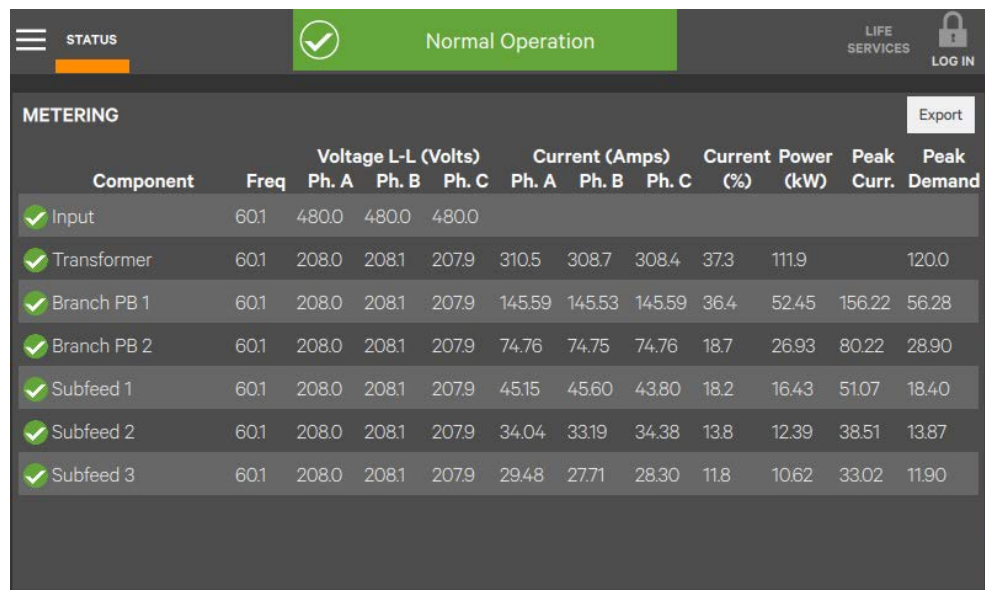 STATUS
Normal Operation
LIFE
SERVICES
LOG IN
METERING
Export
Voltage L-L (Volts) Current (Amps) Current Power Peak Peak
Component Freq Ph. A Ph. B Ph. C Ph. A Ph. B Ph. C (%) (kW) Curr. Demand
Input 60.1 480.0 480.0 480.0
Transformer 60.1 208.0 208.1 207.9 310.5 308.7 308.4 37.3 111.9 120.0
Branch PB 1 60.1 208.0 208.1 207.9 145.59 145.53 145.59 36.4 52.45 156.22 56.28
Branch PB 2 60.1 208.0 208.1 207.9 74.76 74.75 74.76 18.7 26.93 80.22 28.90
Subfeed 1 60.1 208.0 208.1 207.9 45.15 45.60 43.80 18.2 16.43 51.07 18.40
Subfeed 2 60.1 208.0 208.1 207.9 34.04 33.19 34.38 13.8 12.39 38.51 13.87
Subfeed 3 60.1 208.0 208.1 207.9 29.48 27.71 28.30 11.8 10.62 33.02 11.90